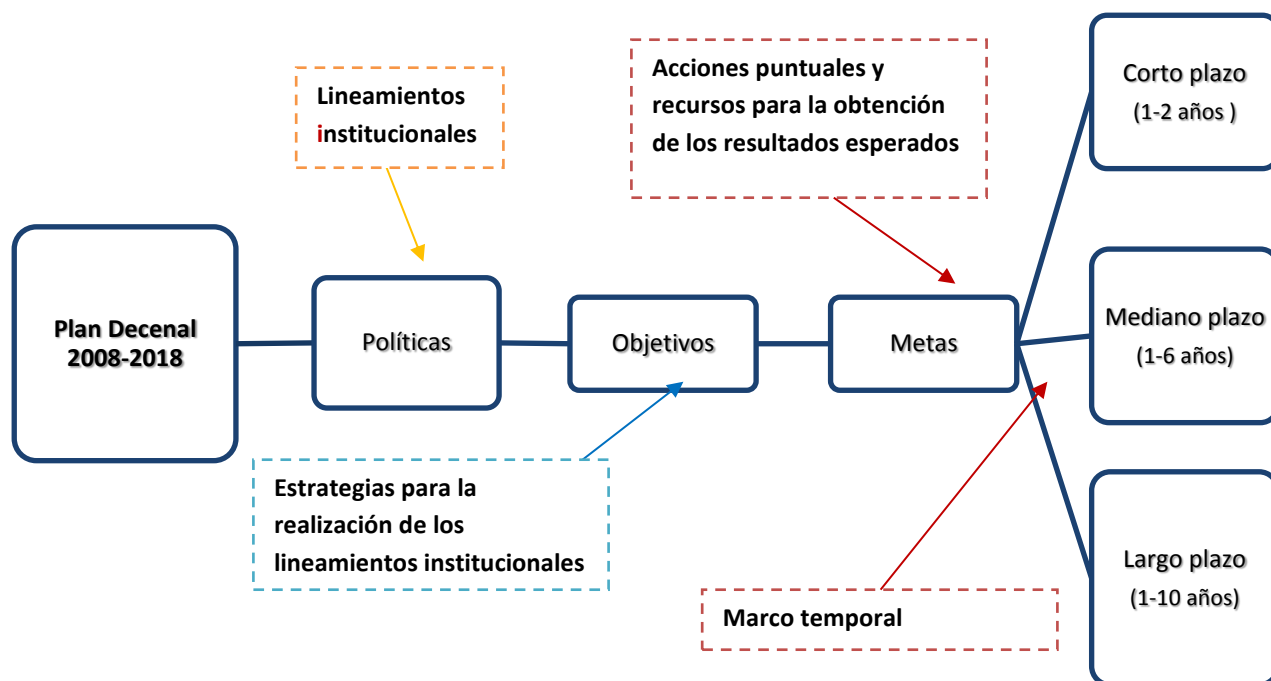 Lineamientos
institucionales
Acciones puntuales y
recursos para la obtención
de los resultados esperados
Corto plazo
(1-2 años )
Plan Decenal
2008-2018
Políticas
Objetivos
Metas
Mediano plazo
(1-6 años)
Estrategias para la
realización de los
lineamientos institucionales
Marco temporal
Largo plazo
(1-10 años)